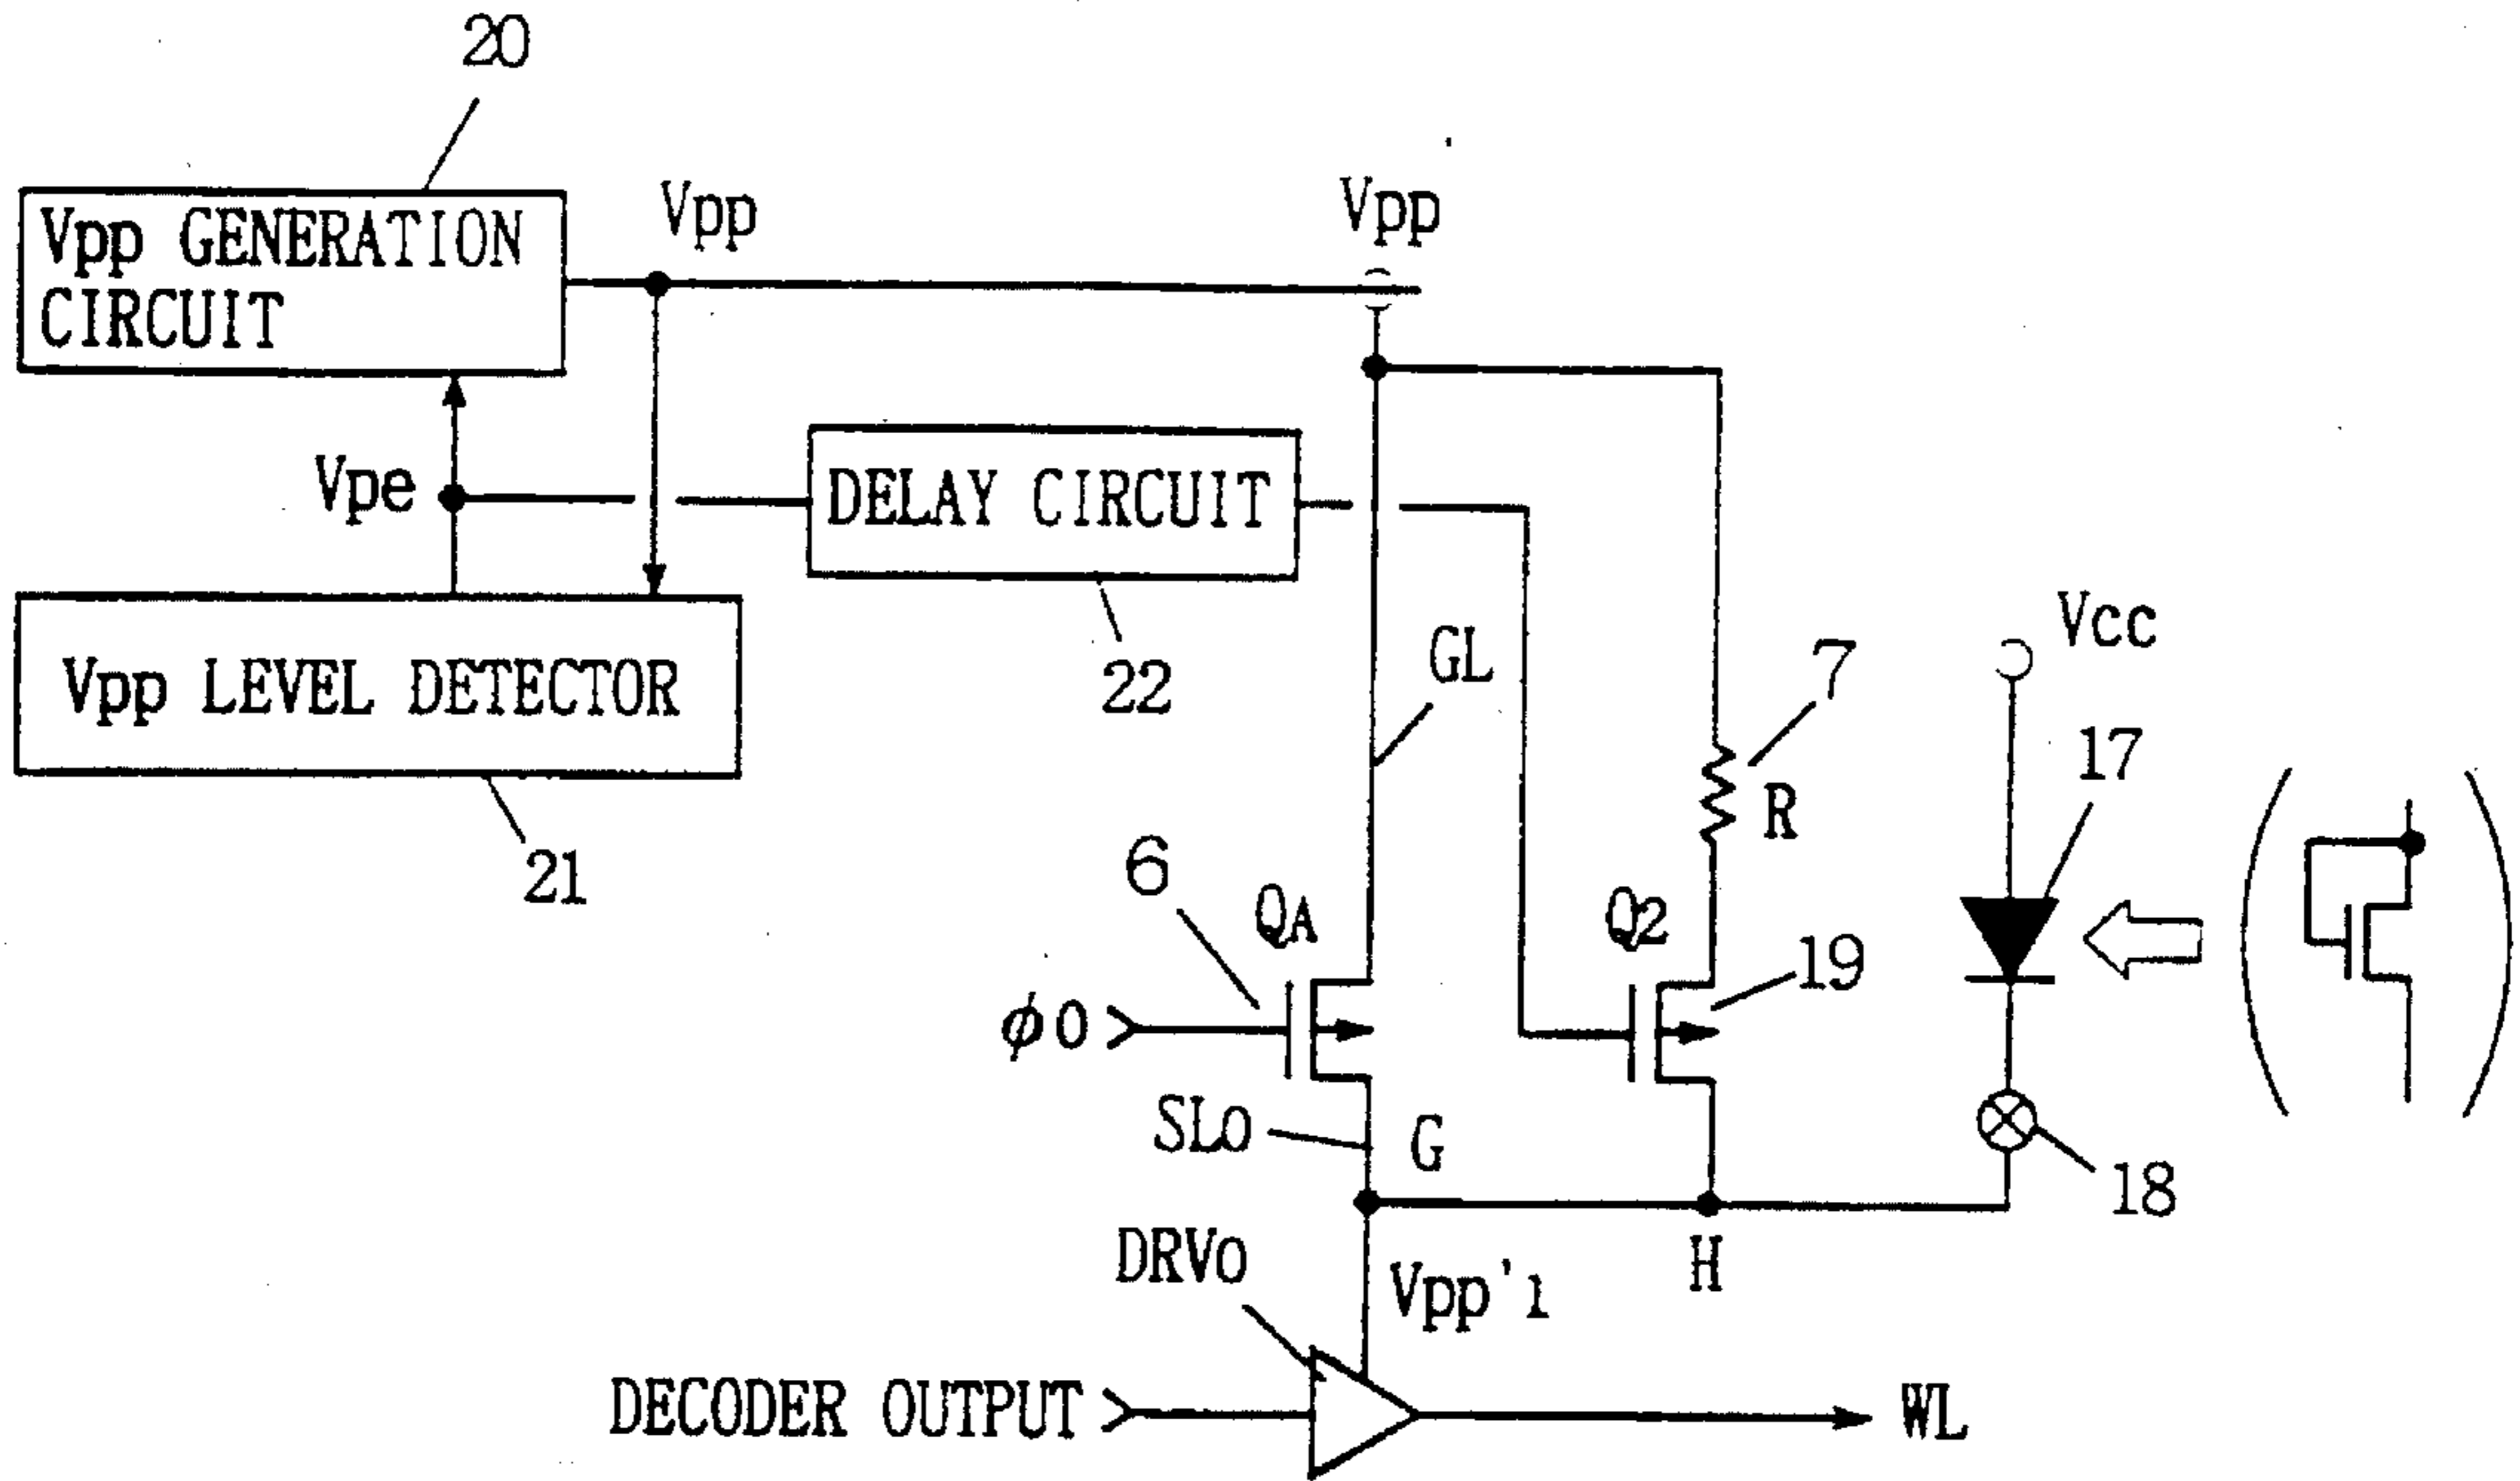 20
Vpp
Vpp
Vpp GENERATION
CIRCUIT
Vpe
DELAY CIRCUIT
Vcc
GL
7
22
Vpp LEVEL DETECTOR
17
R
21
6
QA
Q2
19
φ0
SL0
G
18
DRV0
H
Vpp'1
DECODER OUTPUT
WL